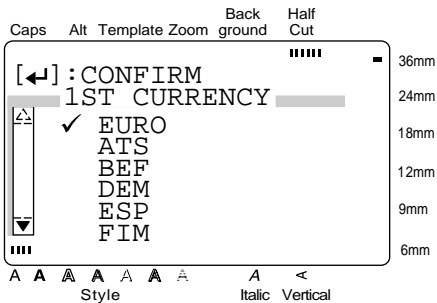 Caps Alt Template Zoom Back ground Half Cut
[↵]:CONFIRM
1ST CURRENCY
✓ EURO
ATS
BEF
DEM
ESP
FIM
36mm
24mm
18mm
12mm
9mm
6mm
A A A A A A A A <
Style Italic Vertical